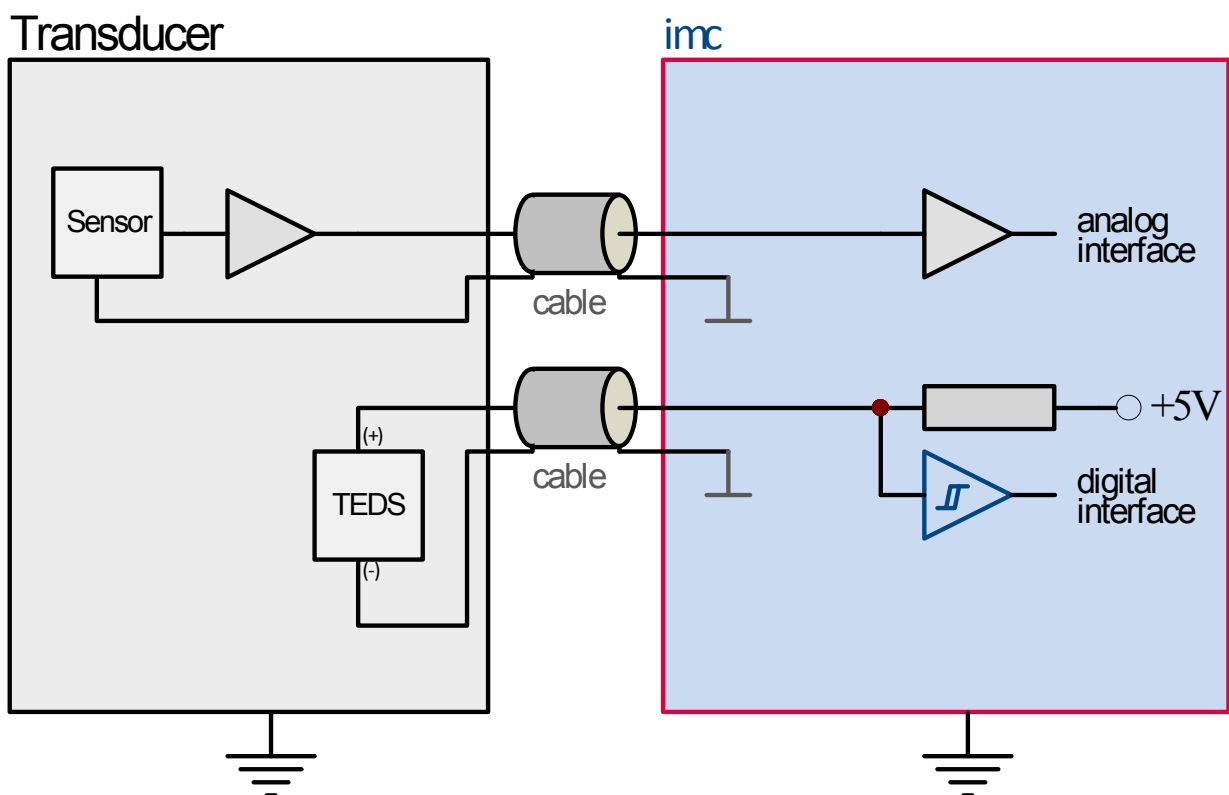 Transducer
imc
Sensor
analog
interface
cable
(+)
+5V
TEDS
cable
digital
interface
(-)